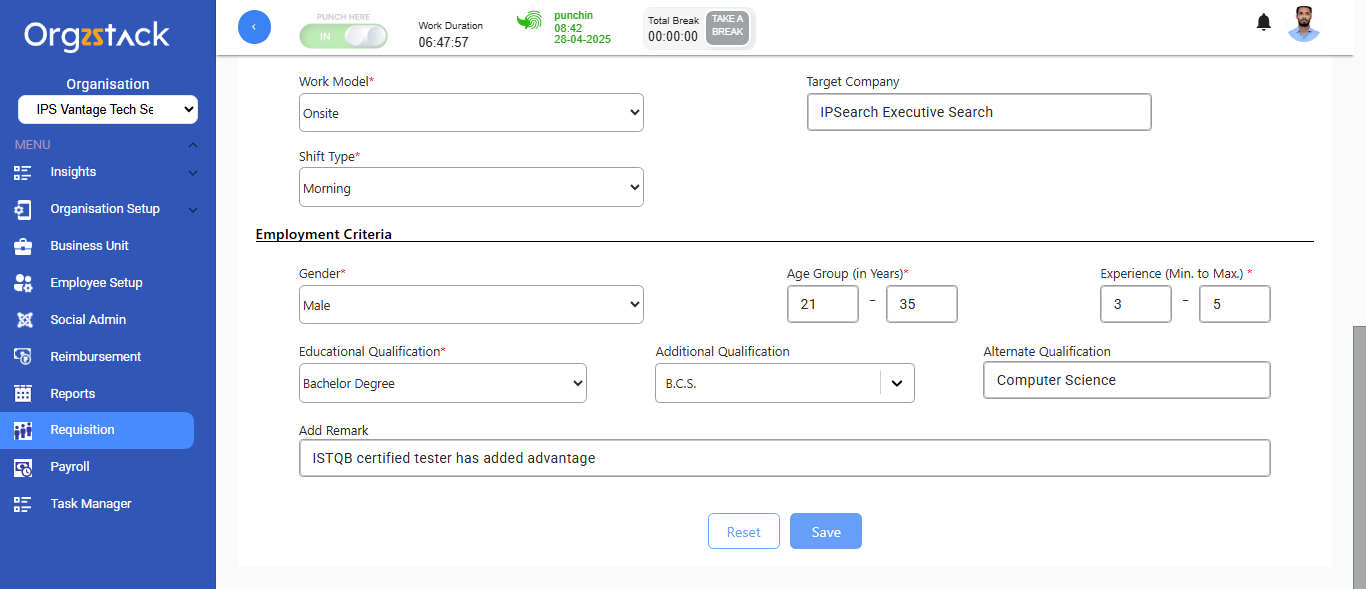 Orgzstack
Organisation
IPS Vantage Tech Se
MENU
Insights
Organisation Setup
Business Unit
Employee Setup
Social Admin
Reimbursement
Reports
Requisition
Payroll
Task Manager
PUNCH HERE
IN
Work Duration
06:47:57
punchin
08:42
28-04-2025
Total Break
00:00:00
TAKE A
BREAK
Work Model*
Target Company
Onsite
IPSearch Executive Search
Shift Type*
Morning
Employment Criteria
Gender*
Age Group (in Years)*
Experience (Min. to Max.) *
Male
21 - 35
3 - 5
Educational Qualification*
Additional Qualification
Alternate Qualification
Bachelor Degree
B.C.S.
Computer Science
Add Remark
ISTQB certified tester has added advantage
Reset
Save